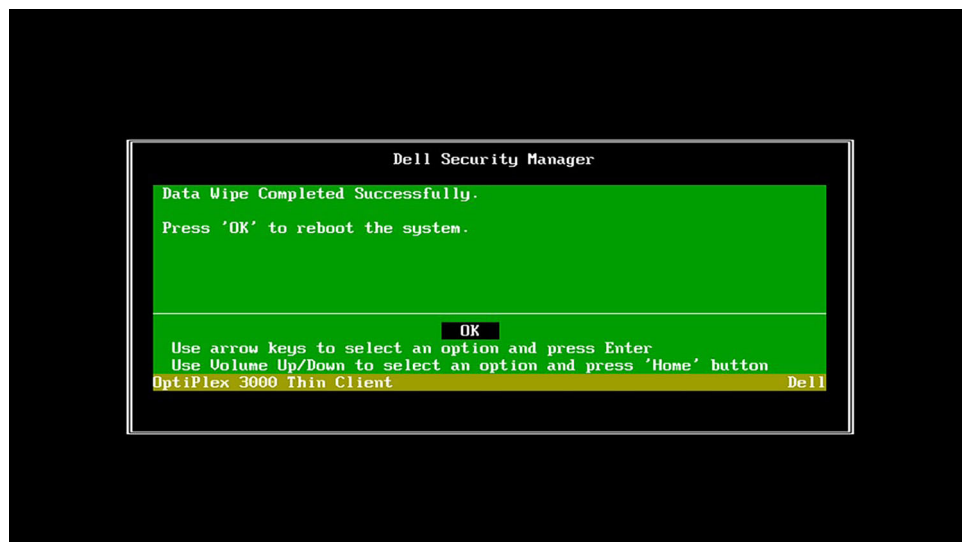 Dell Security Manager
Data Wipe Completed Successfully.
Press 'OK' to reboot the system.
OK
Use arrow keys to select an option and press Enter
Use Volume Up/Down to select an option and press 'Home' button
OptiPlex 3000 Thin Client Dell